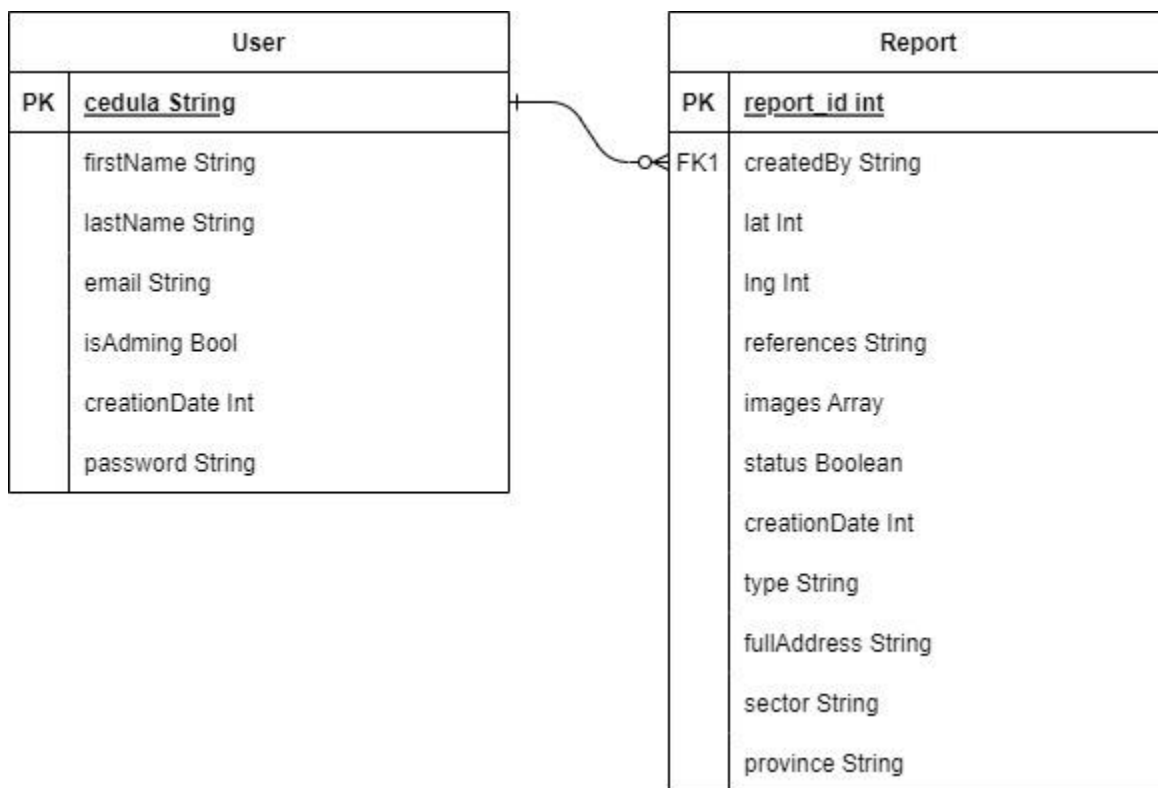 User
PK cedula String
firstName String
lastName String
email String
isAdming Bool
creationDate Int
password String
Report
PK report_id int
FK1 createdBy String
lat Int
lng Int
references String
images Array
status Boolean
creationDate Int
type String
fullAddress String
sector String
province String